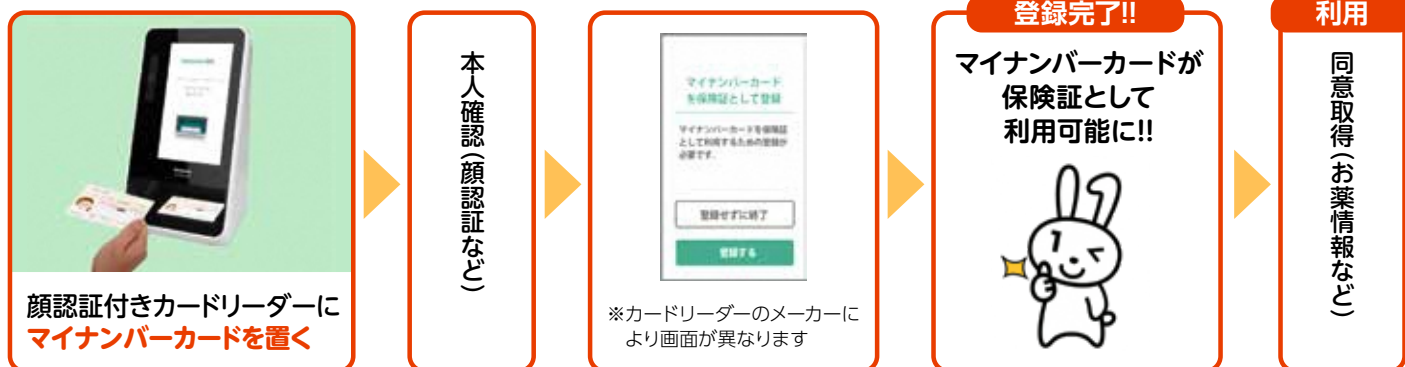 顔認証付きカードリーダーに
マイナンバーカードを置く
本人確認(顔認証など)
マイナンバーカード
を保険証として登録
マイナンバーカードを保険証
として利用するための登録が
必要です.
登録せずに終了
登録する
※カードリーダーのメーカーに
より画面が異なります
登録完了!!
マイナンバーカードが
保険証として
利用可能に!!
利用
同意取得(お薬情報など)